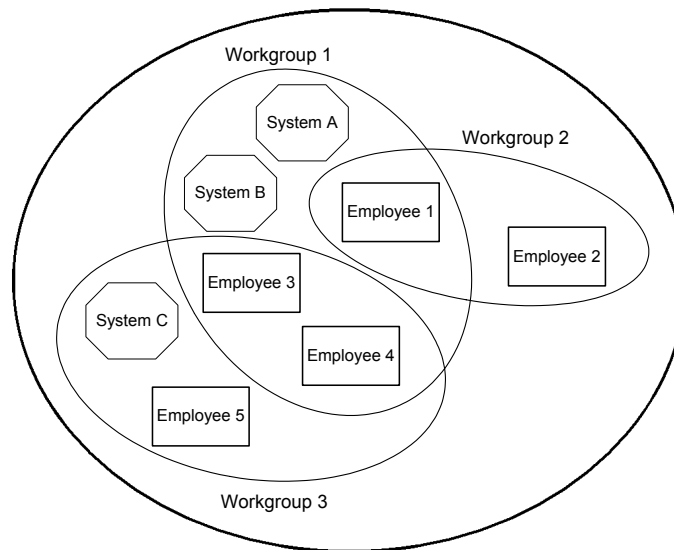 Workgroup 1
System A
Workgroup 2
System B
Employee 1
Employee 2
Employee 3
System C
Employee 4
Employee 5
Workgroup 3